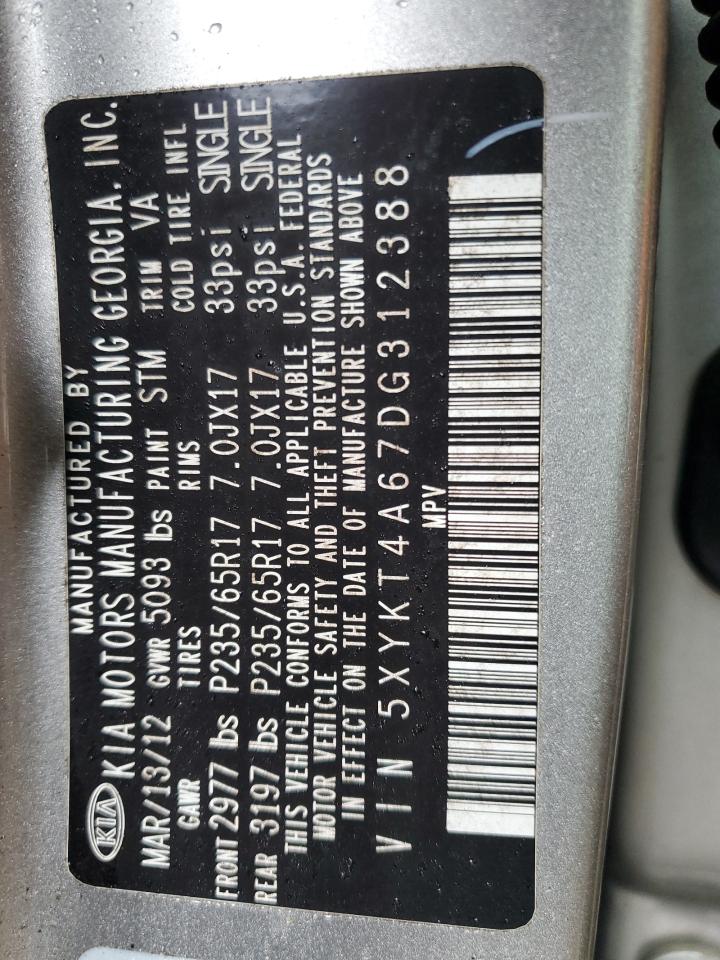 MANUFACTURED BY
KIA KIA MOTORS MANUFACTURING GEORGIA, INC.
MAR/13/12 GVWR 5093 lbs PAINT STM TRIM VA
GAWR TIRES RIMS COLD TIRE INFL
FRONT 2977 lbs P235/65R17 7.0JX17 33psi SINGLE
REAR 3197 lbs P235/65R17 7.0JX17 33psi SINGLE
THIS VEHICLE CONFORMS TO ALL APPLICABLE U.S.A. FEDERAL
MOTOR VEHICLE SAFETY AND THEFT PREVENTION STANDARDS
IN EFFECT ON THE DATE OF MANUFACTURE SHOWN ABOVE
VIN 5XYKT4A67DG312388
MPV